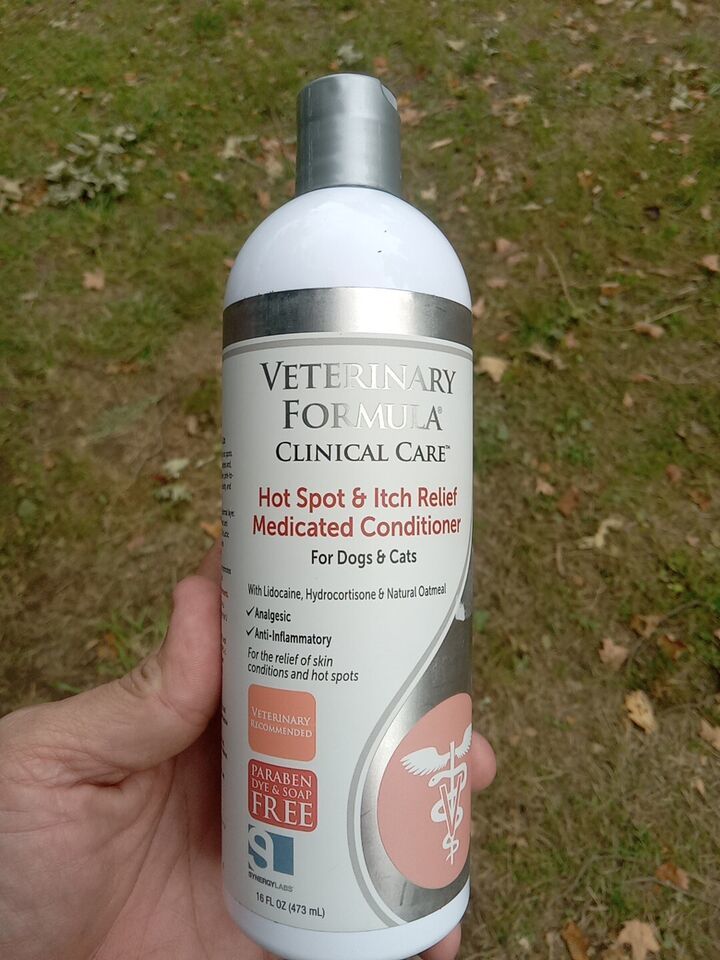 VETERINARY
FORMULA®
CLINICAL CARE™
Hot Spot & Itch Relief
Medicated Conditioner
For Dogs & Cats
With Lidocaine, Hydrocortisone & Natural Oatmeal
✓ Analgesic
✓ Anti-Inflammatory
For the relief of skin
conditions and hot spots
VETERINARY
RECOMMENDED
PARABEN
DYE & SOAP
FREE
S
SYNERGYLABS
16 FL OZ (473 mL)
V